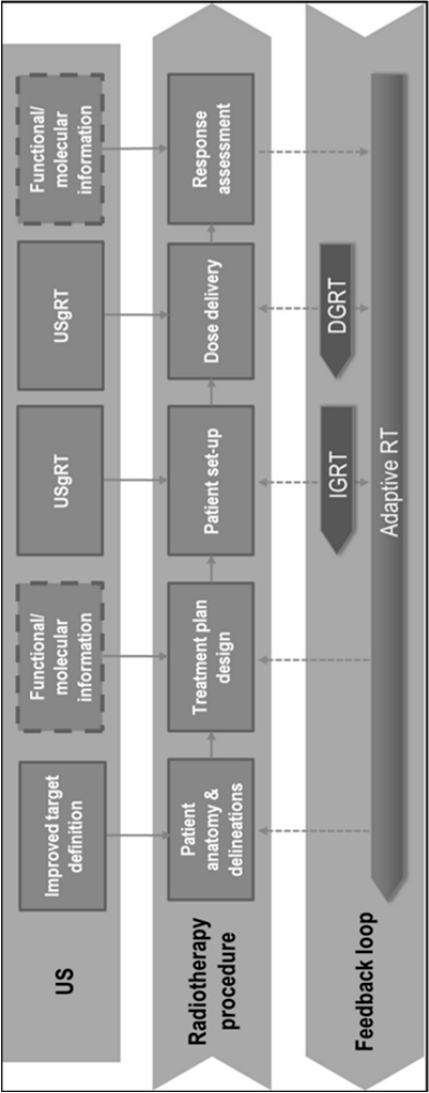 US
Improved target
definition
Functional/
molecular
information
USgRT
USgRT
Functional/
molecular
information
Radiotherapy
procedure
Patient
anatomy &
delineations
Treatment plan
design
Patient set-up
Dose delivery
Response
assessment
Feedback loop
IGRT
DGRT
Adaptive RT